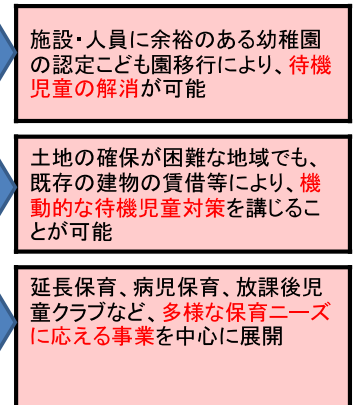 施設・人員に余裕のある幼稚園
の認定こども園移行により、待機
児童の解消が可能
土地の確保が困難な地域でも、
既存の建物の賃借等により、機
動的な待機児童対策を講じるこ
とが可能
延長保育、病児保育、放課後児
童クラブなど、多様な保育ニーズ
に応える事業を中心に展開